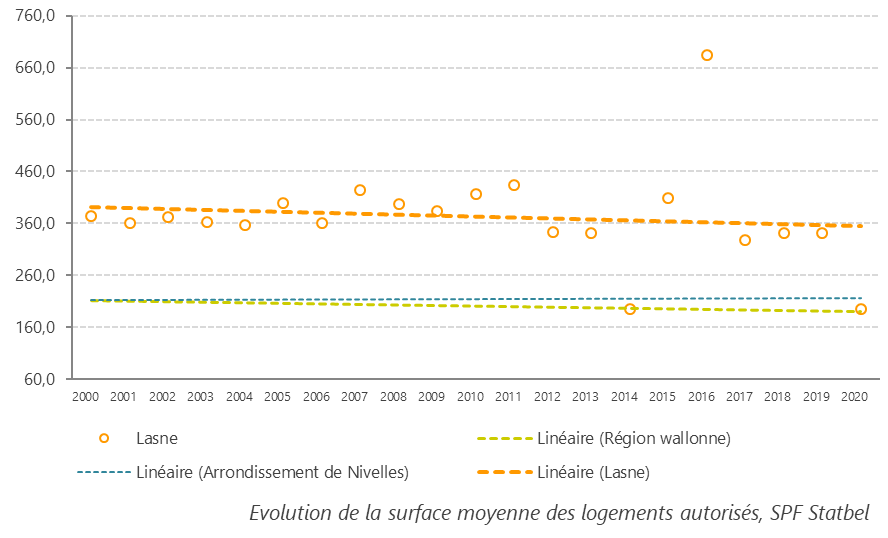 760,0
660,0
560,0
460,0
360,0
260,0
160,0
60,0
2000 2001 2002 2003 2004 2005 2006 2007 2008 2009 2010 2011 2012 2013 2014 2015 2016 2017 2018 2019 2020
Lasne Linéaire (Région wallonne)
Linéaire (Arrondissement de Nivelles) Linéaire (Lasne)
Evolution de la surface moyenne des logements autorisés, SPF Statbel